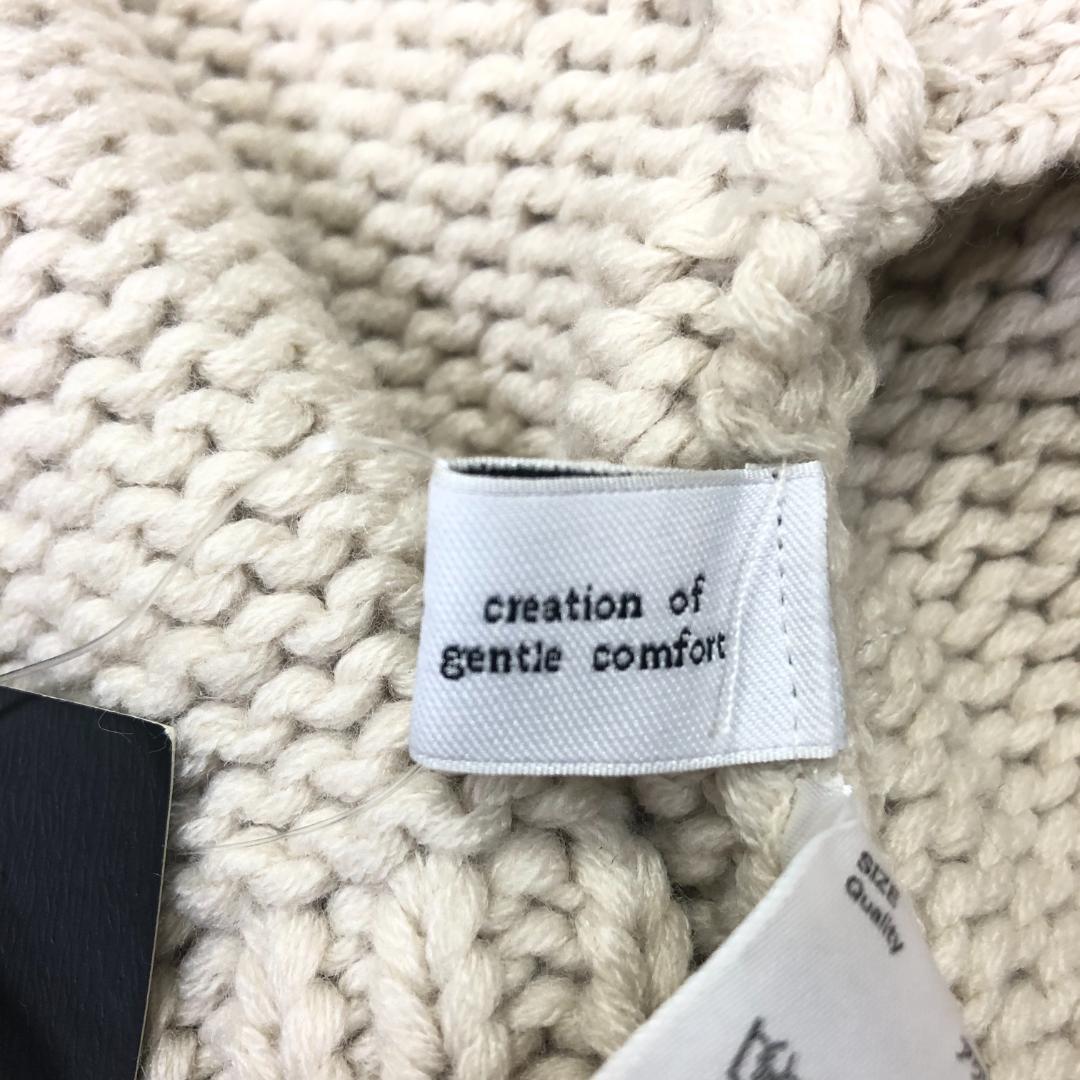 creation of
gentle comfort
SIZE
Quality